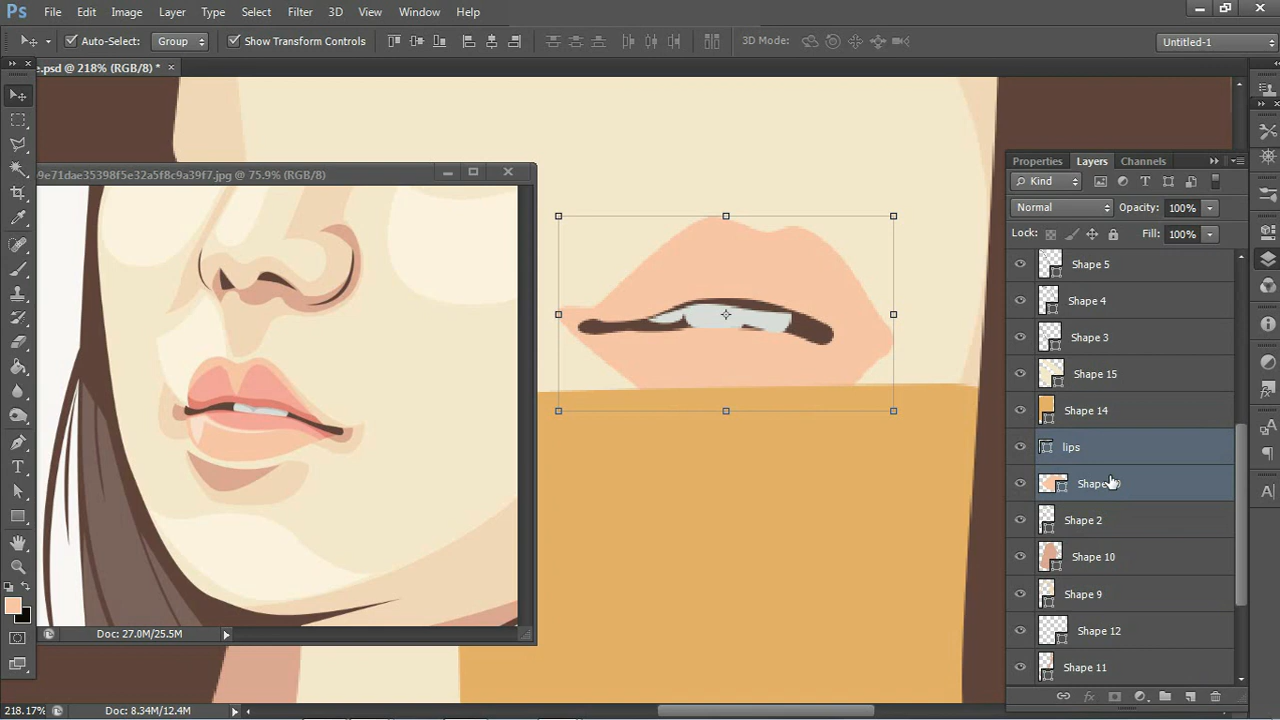 Ps File Edit Image Layer Type Select Filter 3D View Window Help
Auto-Select: Group Show Transform Controls 3D Mode: Untitled-1
e.psd @ 218% (RGB/8) * ×
9e71dae35398f5e32a5f8c9a39f7.jpg @ 75.9% (RGB/8)
Properties Layers Channels
Kind
Normal Opacity: 100%
Lock: Fill: 100%
Shape 5
Shape 4
Shape 3
Shape 15
Shape 14
lips
Shape 2
Shape 10
Shape 9
Shape 12
Shape 11
Doc: 27.0M/25.5M
218.17% Doc: 8.34M/12.4M